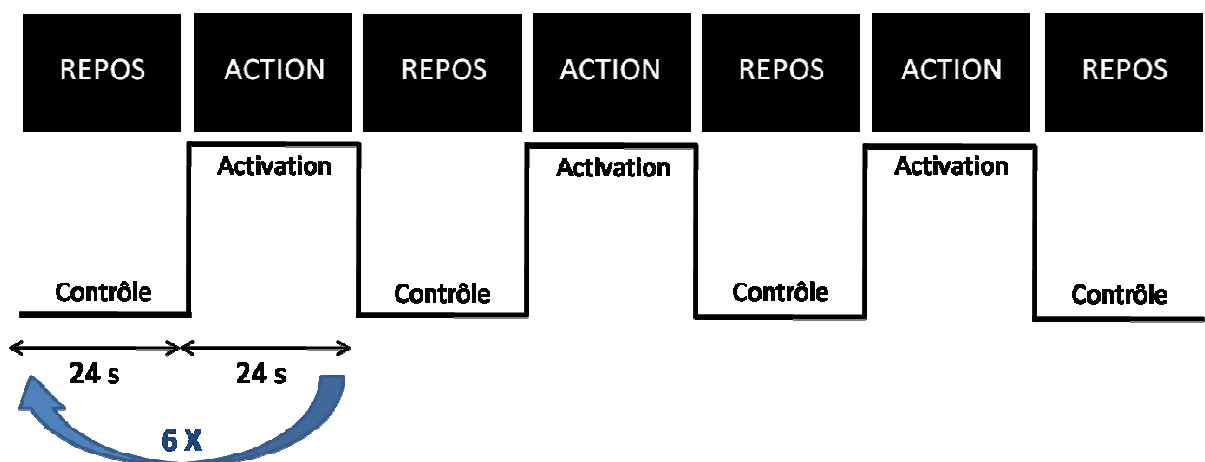 REPOS ACTION REPOS ACTION REPOS ACTION REPOS
Activation Activation Activation
Contrôle Contrôle Contrôle Contrôle
24 s 24 s
6 X